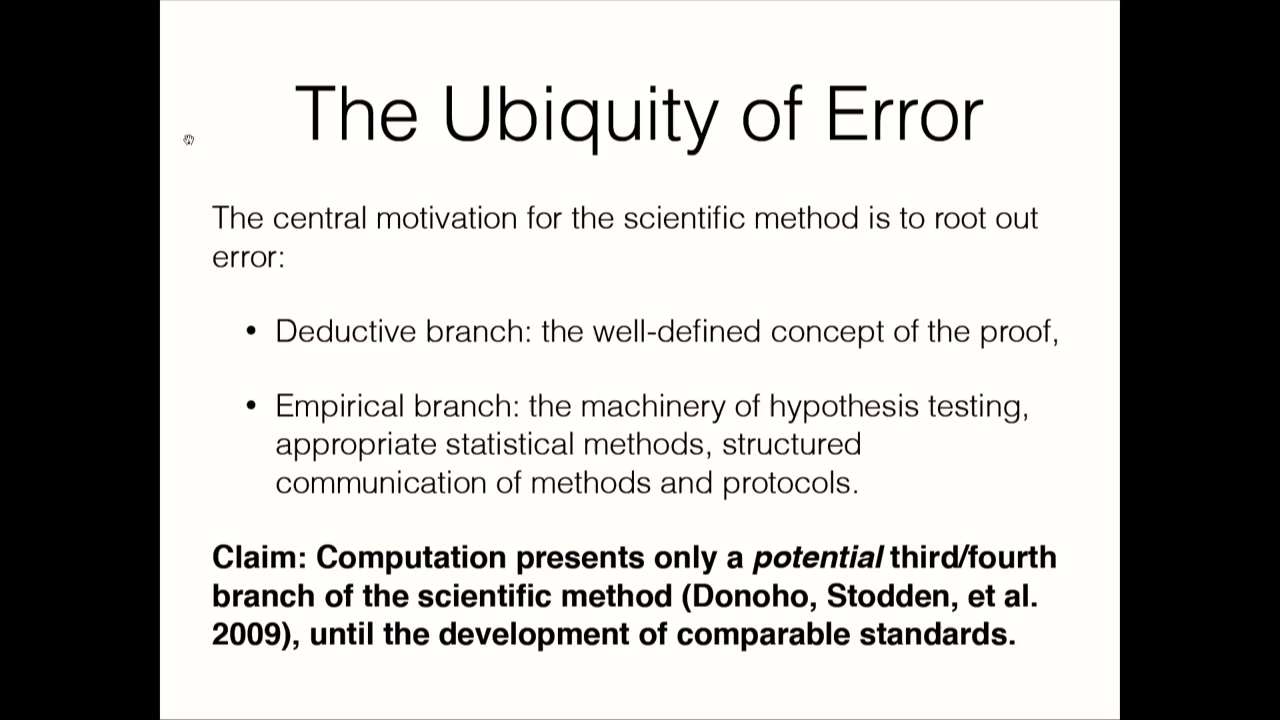 The Ubiquity of Error
The central motivation for the scientific method is to root out
error:
• Deductive branch: the well-defined concept of the proof,
• Empirical branch: the machinery of hypothesis testing,
appropriate statistical methods, structured
communication of methods and protocols.
Claim: Computation presents only a potential third/fourth
branch of the scientific method (Donoho, Stodden, et al.
2009), until the development of comparable standards.